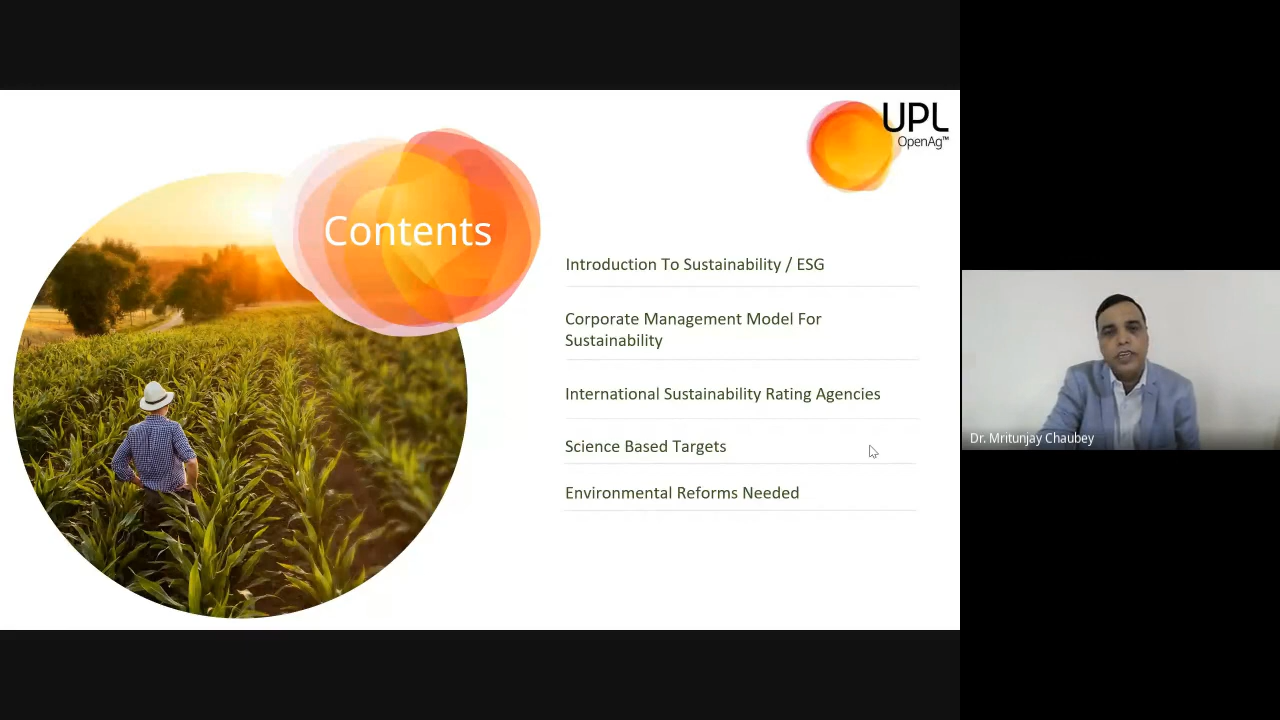 UPL
OpenAg™
Contents
Introduction To Sustainability / ESG
Corporate Management Model For
Sustainability
International Sustainability Rating Agencies
Science Based Targets
Environmental Reforms Needed
Dr. Mritunjay Chaubey